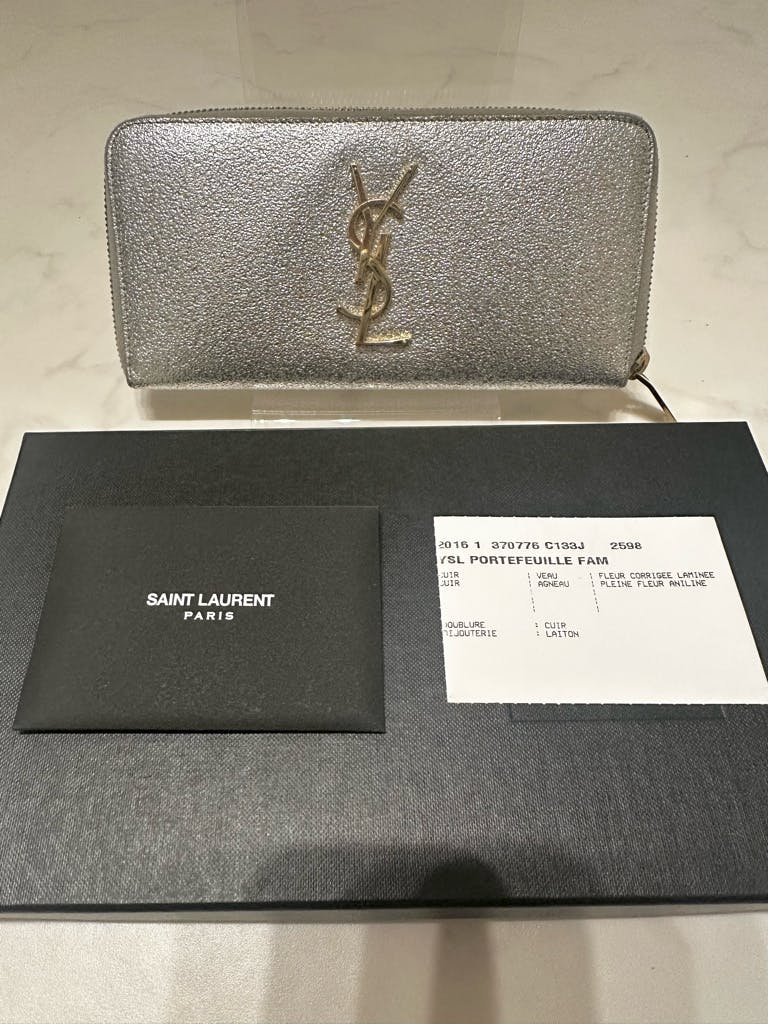 YSL
SAINT LAURENT
PARIS
2016 1 370776 C133J 2598
YSL PORTEFEUILLE FAM
CUIR : VEAU : FLEUR CORRIGEE LAMINEE
CUIR : AGNEAU : PLEINE FLEUR ANILINE
DOUBLURE : CUIR
BIJOUTERIE : LAITON